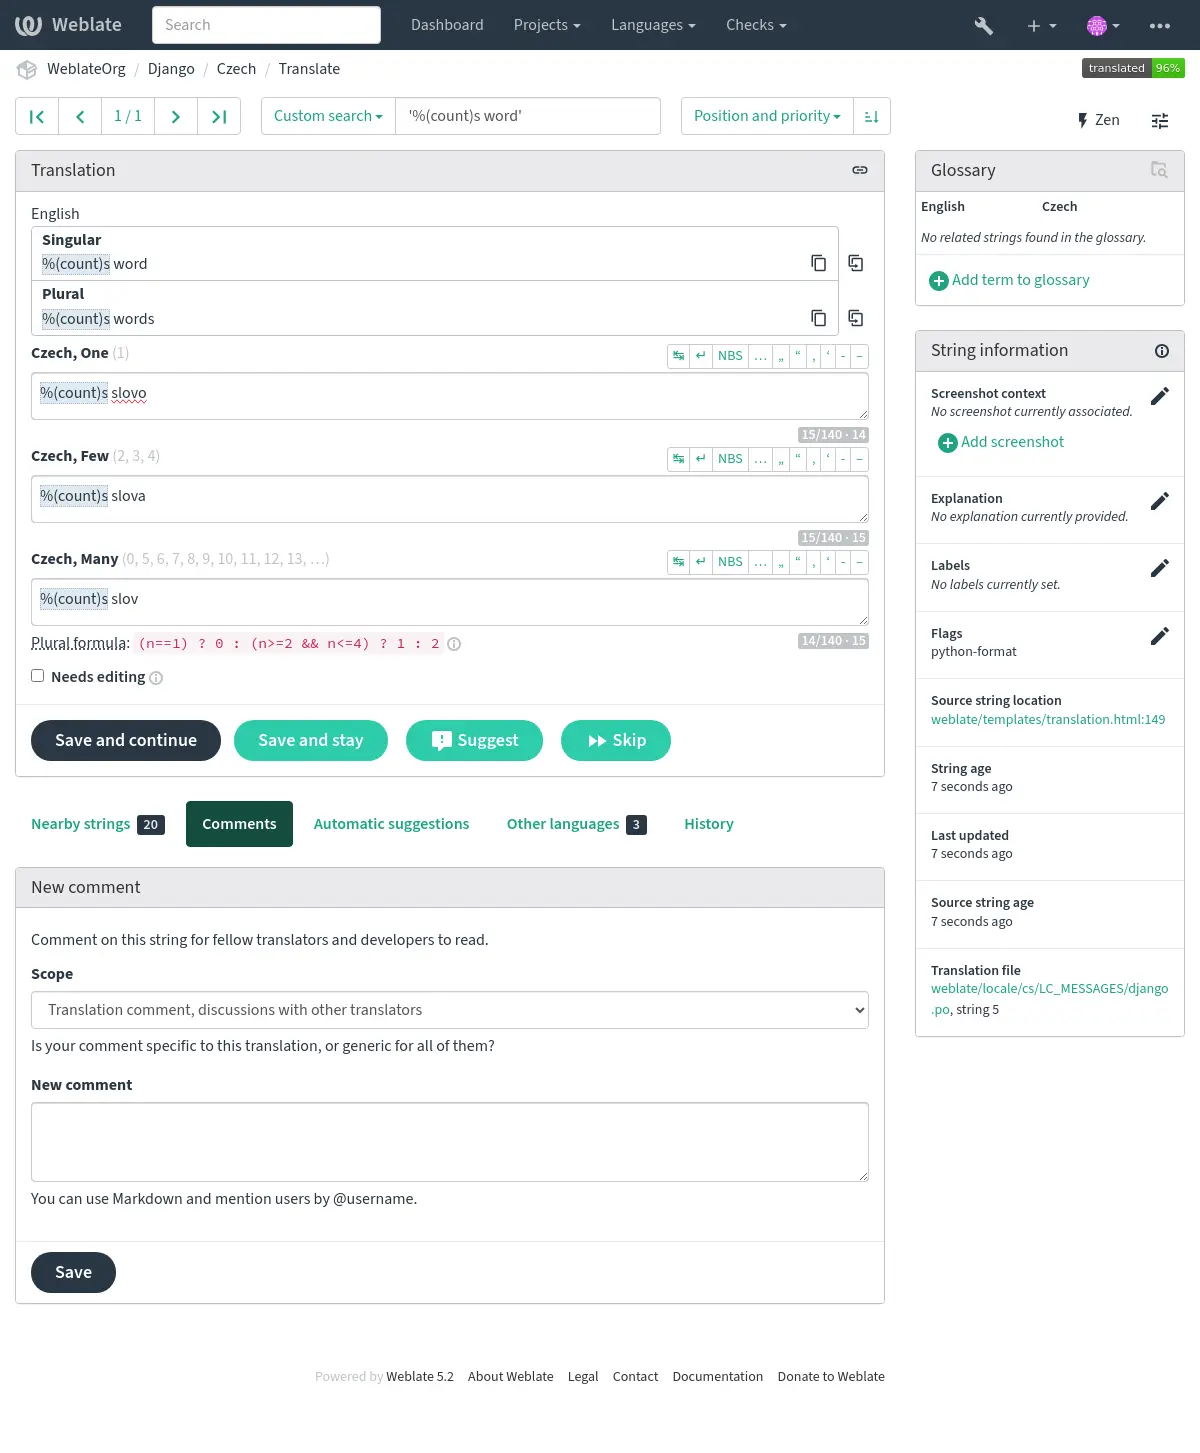 Weblate
Search
Dashboard
Projects
Languages
Checks
WeblateOrg / Django / Czech / Translate
translated 96%
1 / 1
Custom search
'%(count)s word'
Position and priority
Zen
Translation
English
Singular
%(count)s word
Plural
%(count)s words
Czech, One (1)
↹ ↵ NBS … „ “ ‚ ‘ - –
%(count)s slovo
15/140 · 14
Czech, Few (2, 3, 4)
↹ ↵ NBS … „ “ ‚ ‘ - –
%(count)s slova
15/140 · 15
Czech, Many (0, 5, 6, 7, 8, 9, 10, 11, 12, 13, …)
↹ ↵ NBS … „ “ ‚ ‘ - –
%(count)s slov
14/140 · 15
Plural formula: (n==1) ? 0 : (n>=2 && n<=4) ? 1 : 2
Needs editing
Save and continue
Save and stay
Suggest
Skip
Nearby strings 20
Comments
Automatic suggestions
Other languages 3
History
New comment
Comment on this string for fellow translators and developers to read.
Scope
Translation comment, discussions with other translators
Is your comment specific to this translation, or generic for all of them?
New comment
You can use Markdown and mention users by @username.
Save
Glossary
English Czech
No related strings found in the glossary.
Add term to glossary
String information
Screenshot context
No screenshot currently associated.
Add screenshot
Explanation
No explanation currently provided.
Labels
No labels currently set.
Flags
python-format
Source string location
weblate/templates/translation.html:149
String age
7 seconds ago
Last updated
7 seconds ago
Source string age
7 seconds ago
Translation file
weblate/locale/cs/LC_MESSAGES/django
.po, string 5
Powered by Weblate 5.2 About Weblate Legal Contact Documentation Donate to Weblate